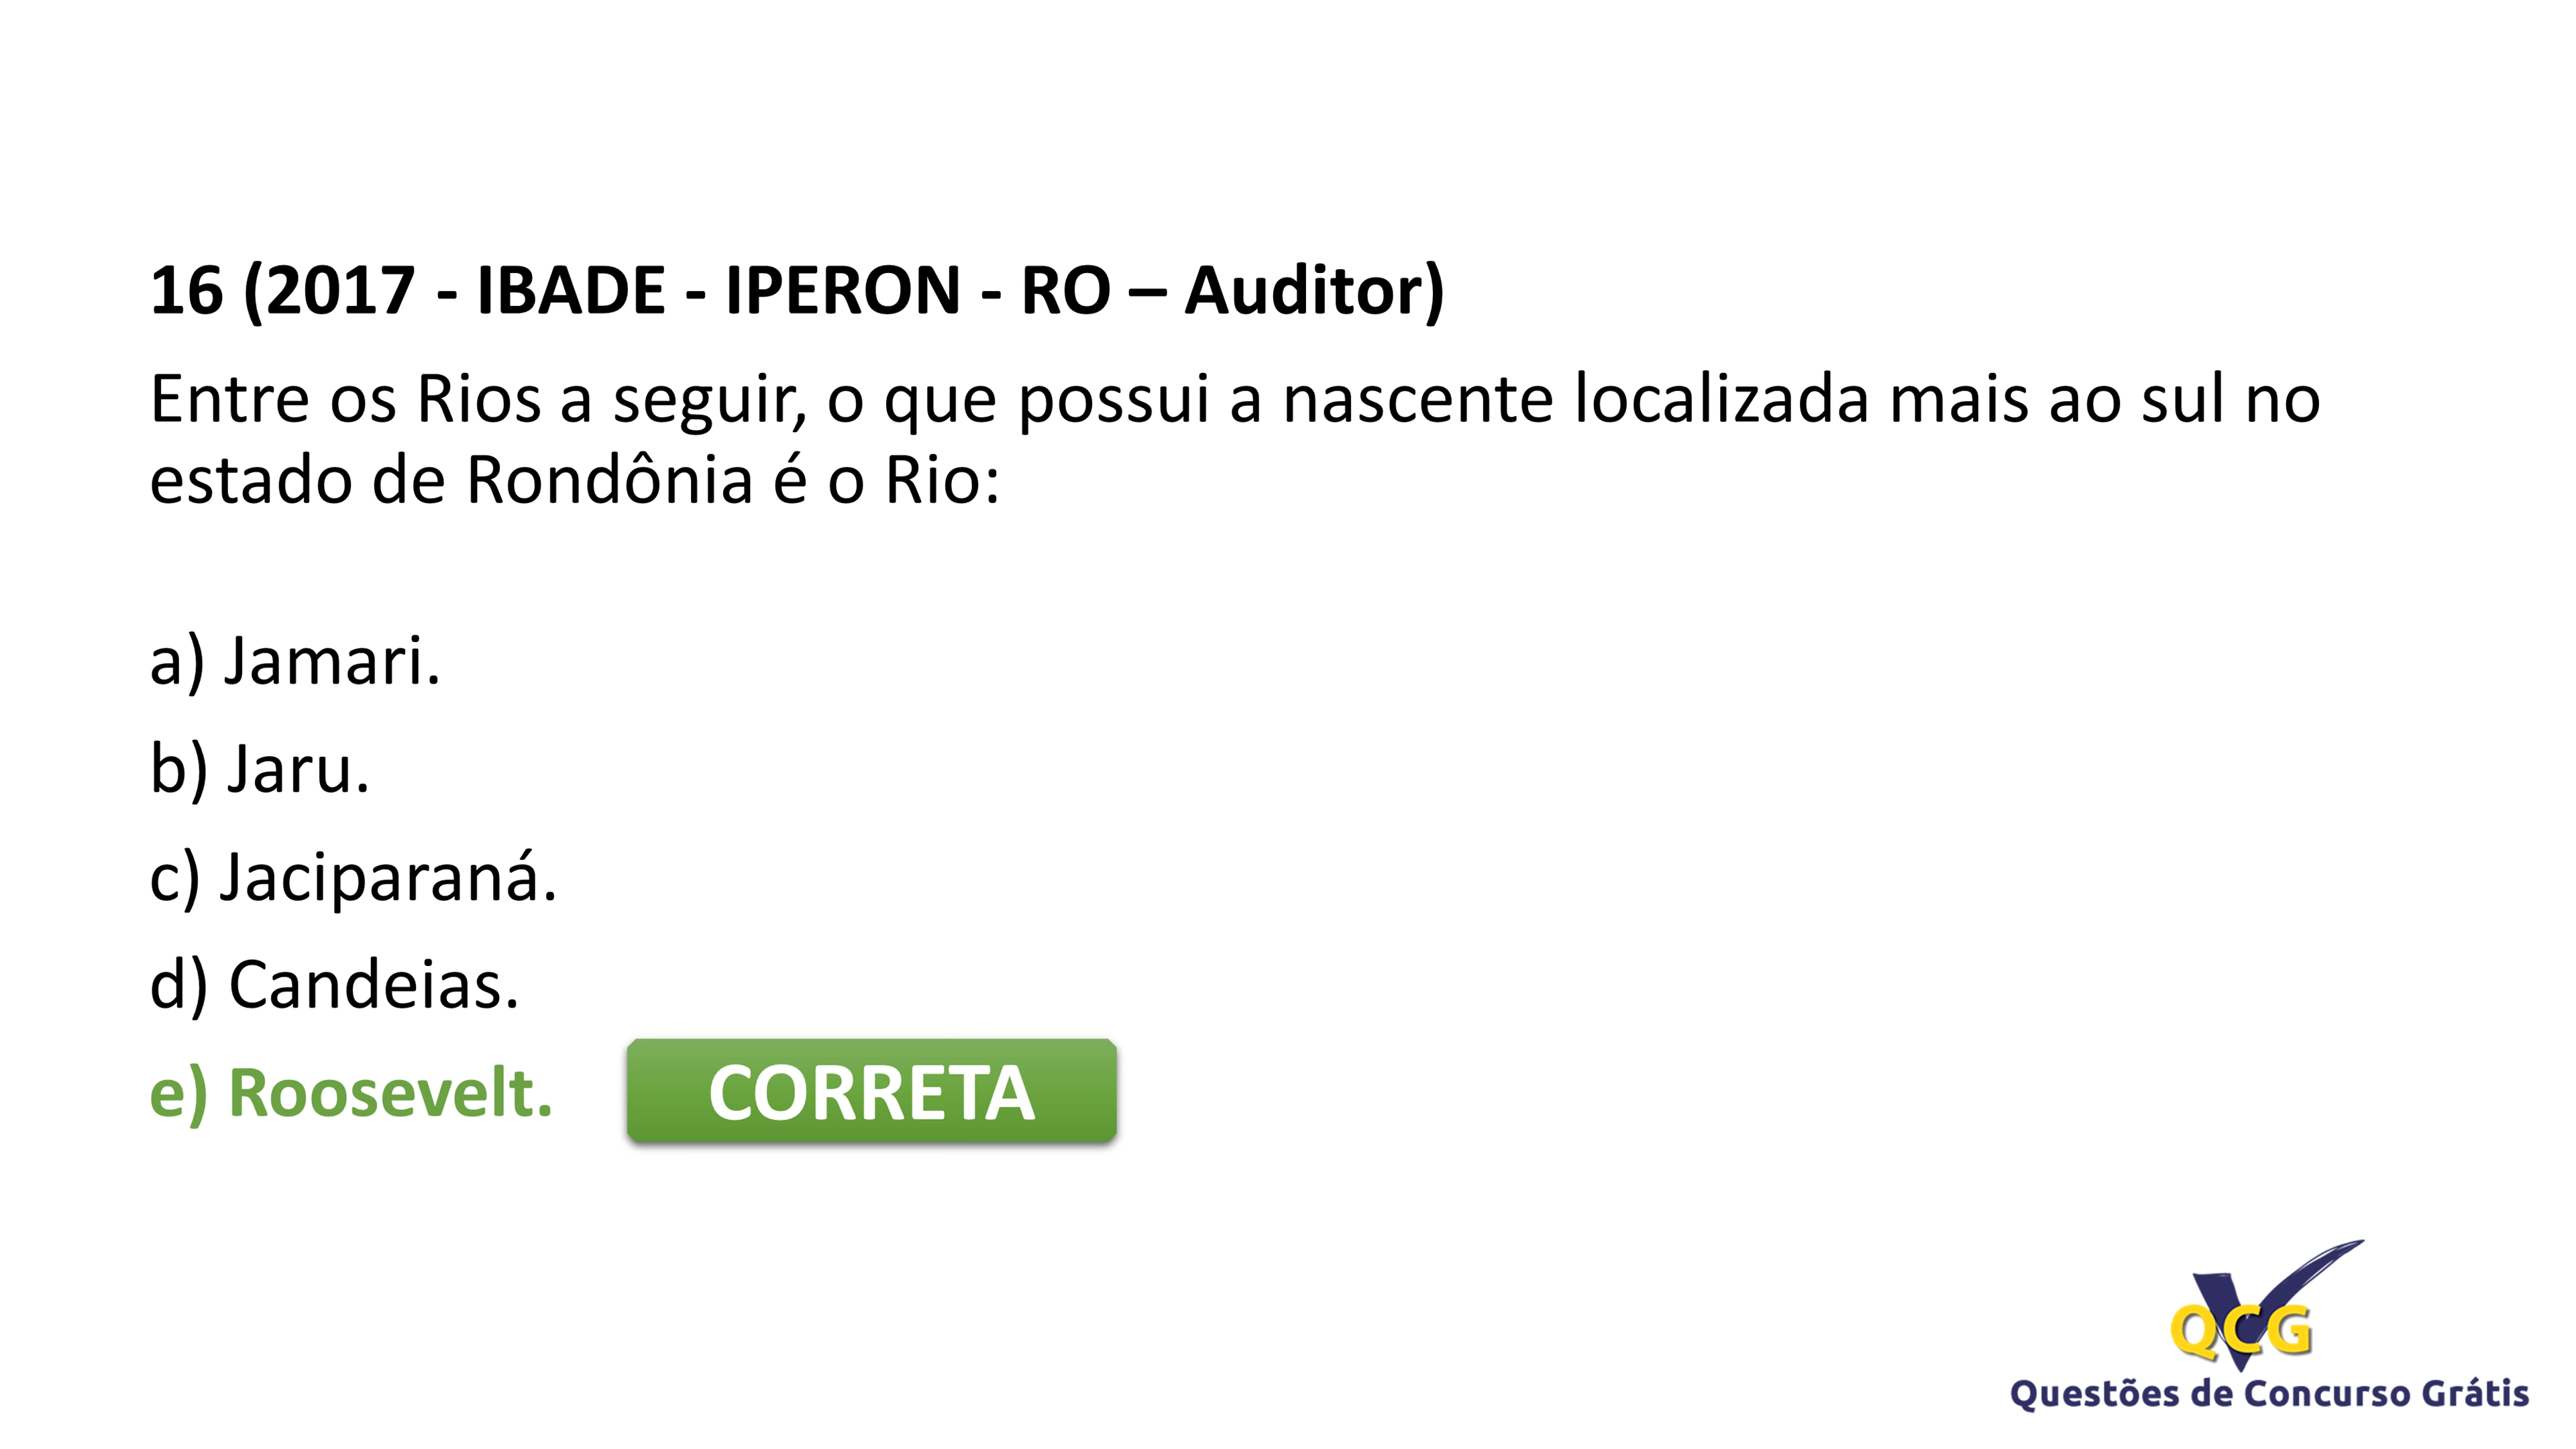 16 (2017 - IBADE - IPERON - RO – Auditor)
Entre os Rios a seguir, o que possui a nascente localizada mais ao sul no
estado de Rondônia é o Rio:
a) Jamari.
b) Jaru.
c) Jaciparaná.
d) Candeias.
e) Roosevelt.
CORRETA
QCG
Questões de Concurso Grátis